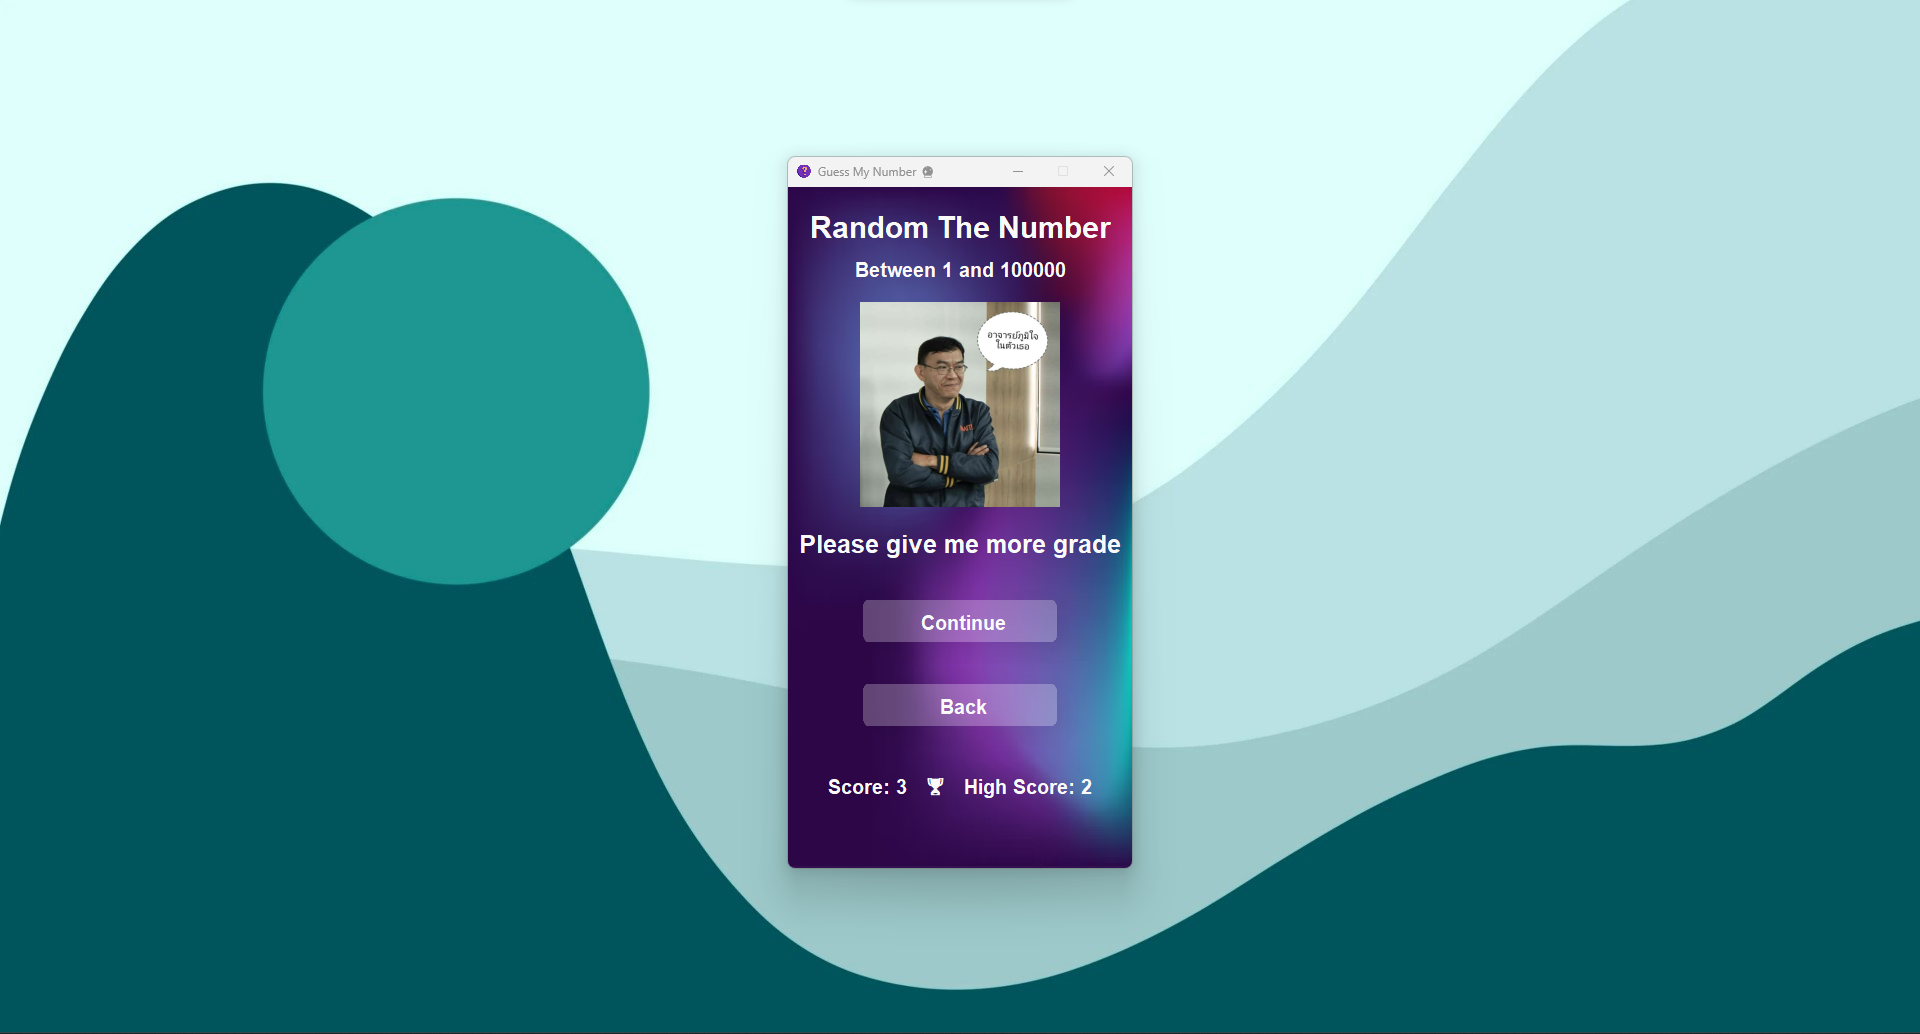 Guess My Number
Random The Number
Between 1 and 100000
อาจารย์ภูมิใจ
ในตัวเธอ
Please give me more grade
Continue
Back
Score: 3 🏆 High Score: 2